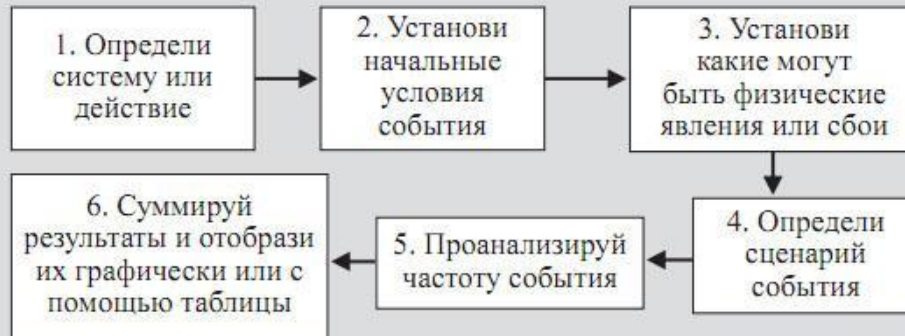 1. Определи
систему или
действие
2. Установи
начальные
условия
события
3. Установи
какие могут
быть физические
явления или сбои
4. Определи
сценарий
события
5. Проанализируй
частоту события
6. Суммируй
результаты и отобрази
их графически или с
помощью таблицы